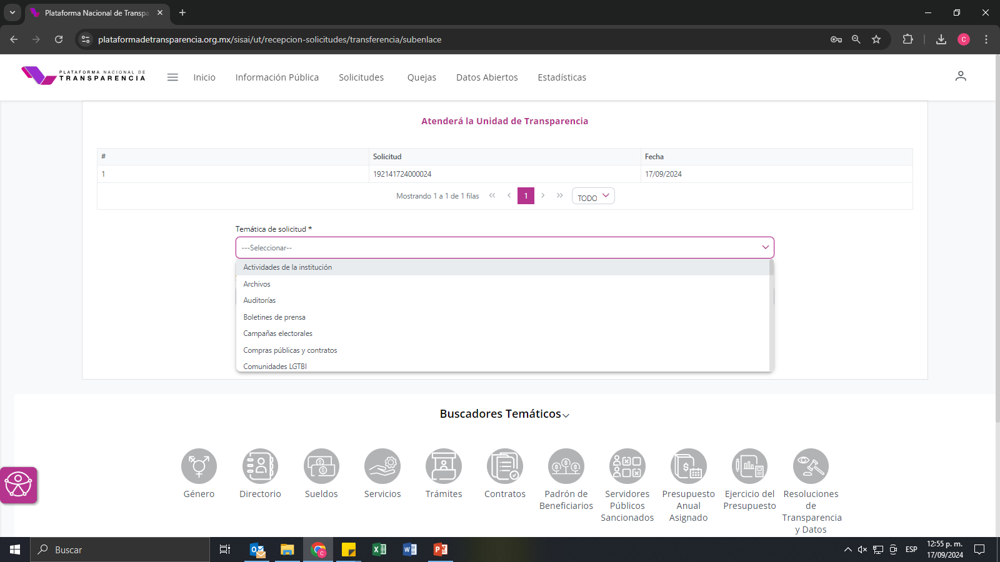 Plataforma Nacional de Transpa
plataformadetransparencia.org.mx/sisai/ut/recepcion-solicitudes/transferencia/subenlace
C
PLATAFORMA NACIONAL DE
TRANSPARENCIA
Inicio
Información Pública
Solicitudes
Quejas
Datos Abiertos
Estadísticas
Atenderá la Unidad de Transparencia
# Solicitud Fecha
1 192141724000024 17/09/2024
Mostrando 1 a 1 de 1 filas « ‹ 1 › » TODO
Temática de solicitud *
---Seleccionar--
Actividades de la institución
Archivos
Auditorías
Boletines de prensa
Campañas electorales
Compras públicas y contratos
Comunidades LGTBI
Buscadores Temáticos
Género
Directorio
Sueldos
Servicios
Trámites
Contratos
Padrón de
Beneficiarios
Servidores
Públicos
Sancionados
Presupuesto
Anual
Asignado
Ejercicio del
Presupuesto
Resoluciones
de
Transparencia
y Datos
Buscar
ESP
12:55 p. m.
17/09/2024